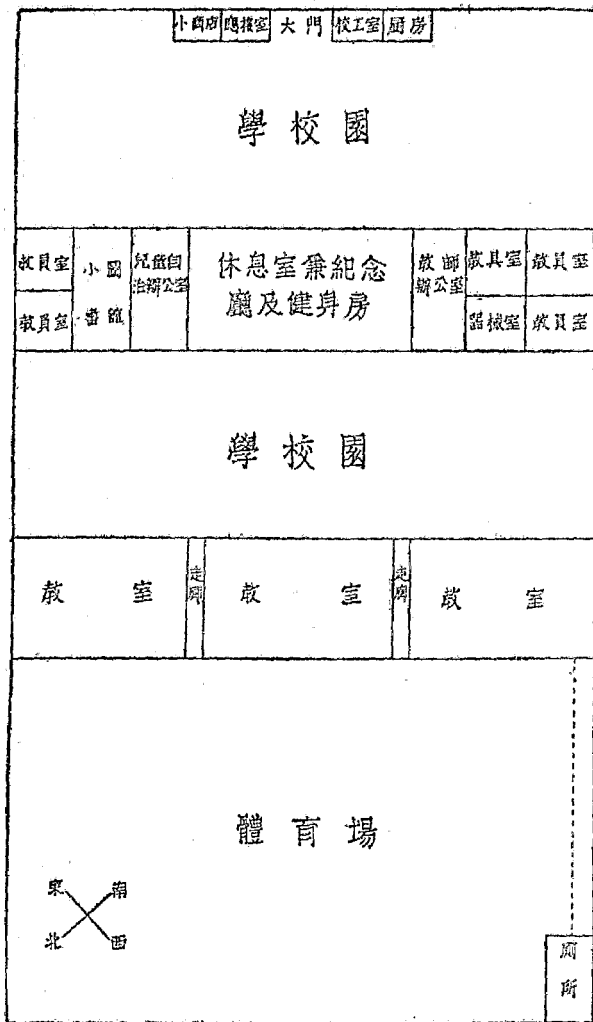 小商店 應接室 大門 校工室 厨房
學校園
教員室 小圖書館 兒童自治辦公室 休息室兼紀念廳及健身房 教師辦公室 教具室 教員室
教員室 器械室 教員室
學校園
教室 走廊 教室 走廊 教室
體育場
東 南
北 西
厕所